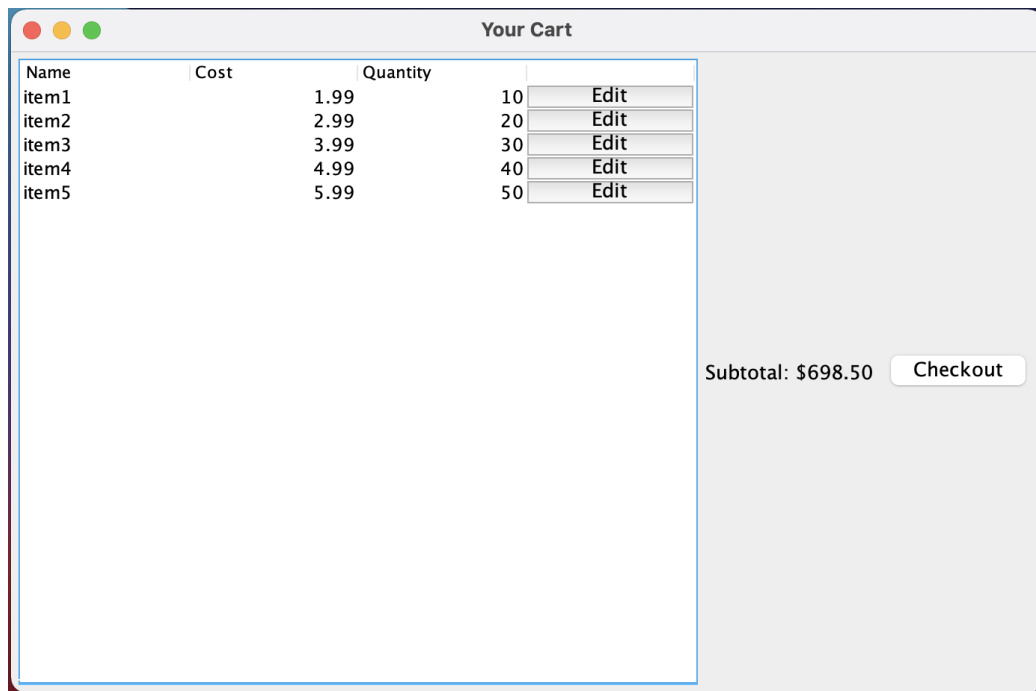 Your Cart
Name Cost Quantity
item1 1.99 10 Edit
item2 2.99 20 Edit
item3 3.99 30 Edit
item4 4.99 40 Edit
item5 5.99 50 Edit
Subtotal: $698.50 Checkout